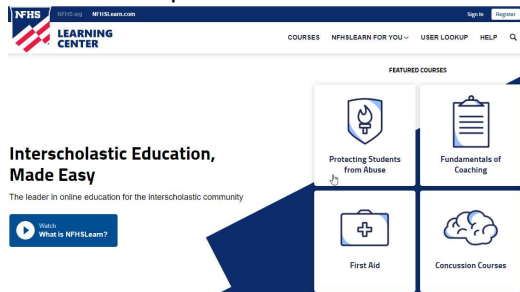 NFHS
NFHS.org NFHSLearn.com
Sign In Register
LEARNING
CENTER
COURSES NFHSLEARN FOR YOU USER LOOKUP HELP
FEATURED COURSES
Protecting Students
from Abuse
Fundamentals of
Coaching
Interscholastic Education,
Made Easy
The leader in online education for the interscholastic community
Watch
What is NFHSLearn?
First Aid
Concussion Courses